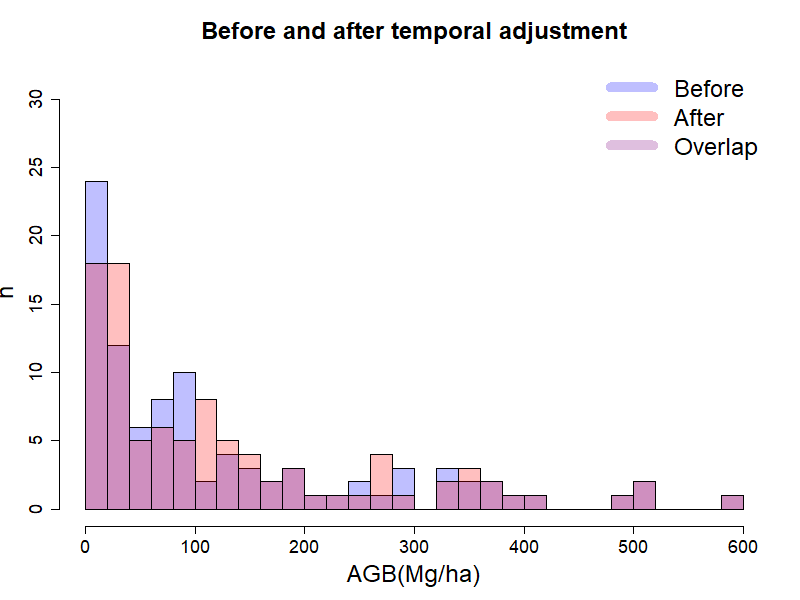 Before and after temporal adjustment
Before
After
Overlap
30
25
20
15
10
5
0
n
0 100 200 300 400 500 600
AGB(Mg/ha)